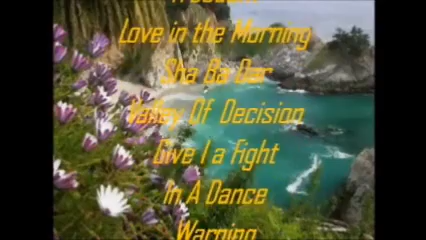 Love in the Morning
Sha Ba Dar
Valley Of Decision
Give I a Fight
In A Dance
Warning